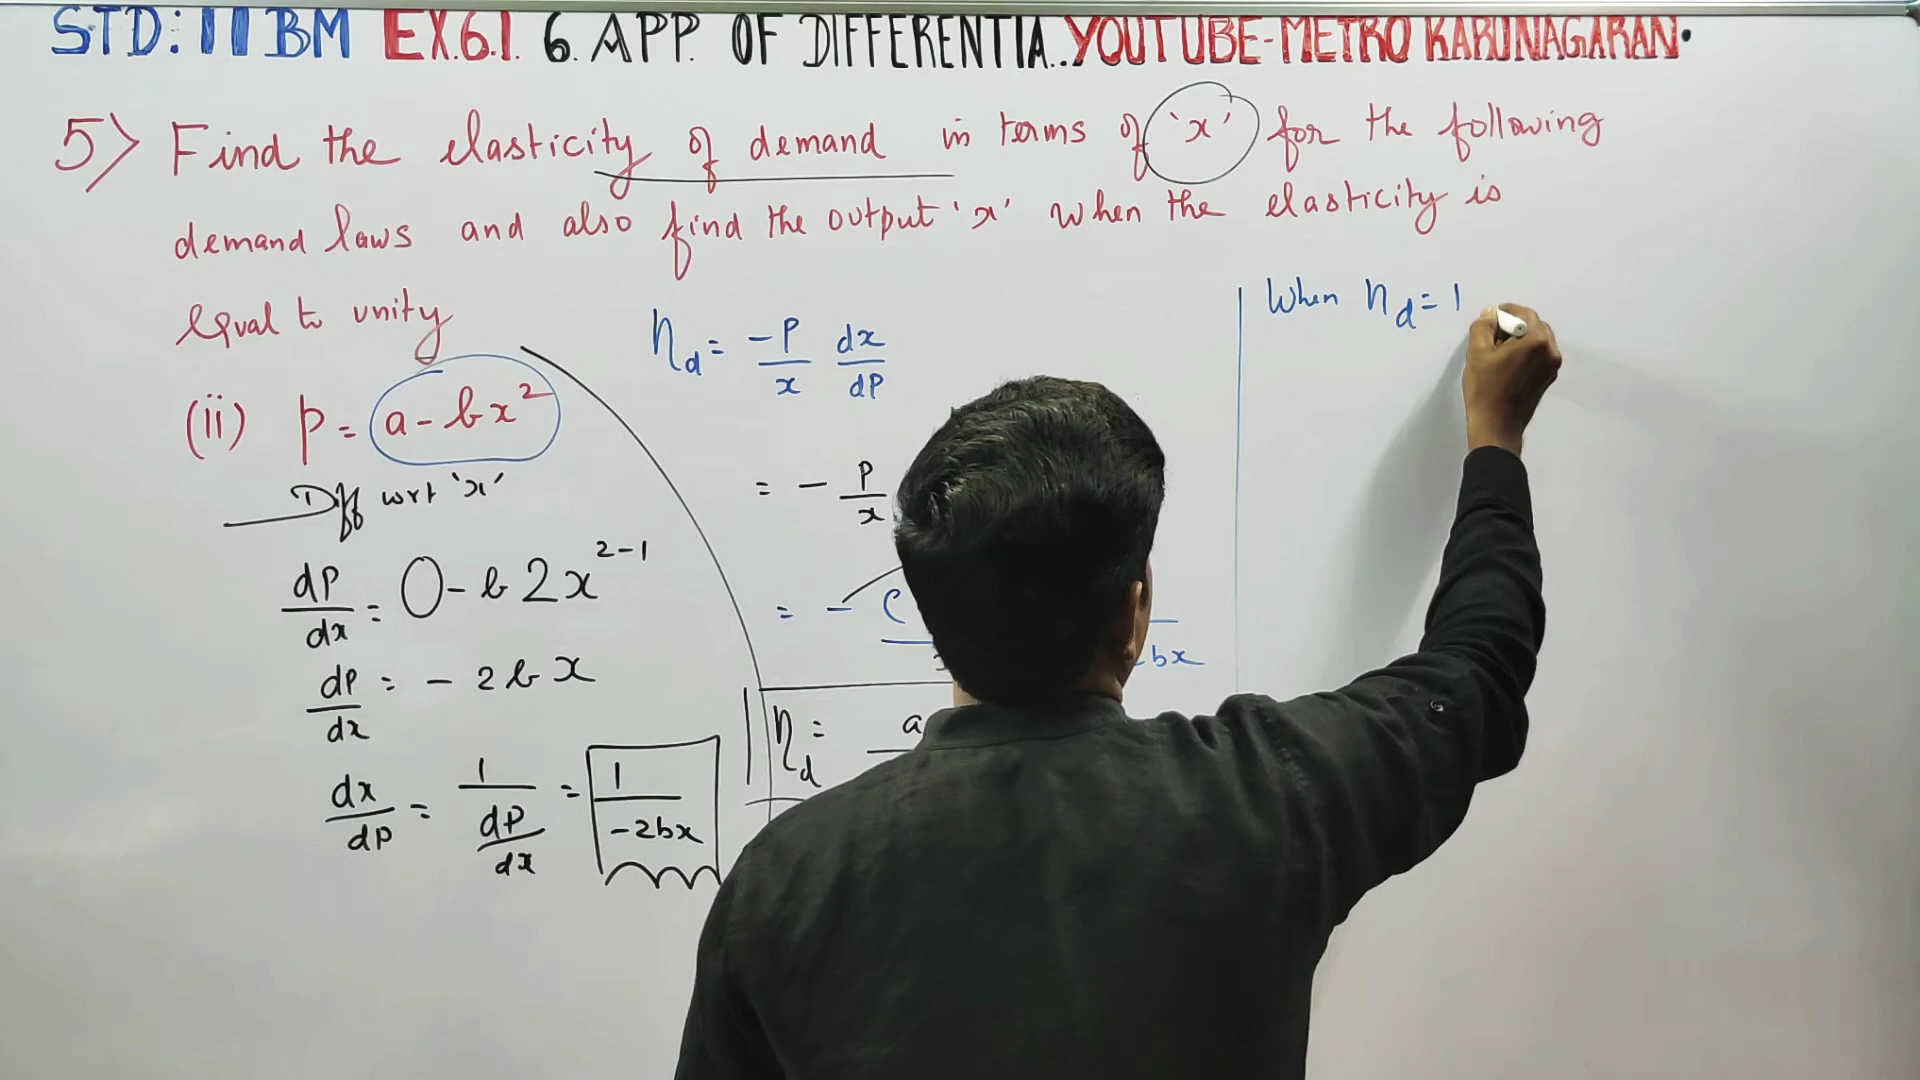 STD: 11 BM EX.6.1. 6. APP. OF DIFFERENTIA..YOUTUBE-METRO KARUNAGARAN.
5) Find the elasticity of demand in terms of 'x' for the following
demand laws and also find the output 'x' when the elasticity is
equal to unity
(ii) p = a - bx²
Diff wrt 'x'
dP/dx = 0 - b 2x^2-1
dP/dx = - 2bx
dx/dP = 1/(dP/dx) = 1/-2bx
η_d = -P/x dx/dP
= - P/x
= - (
bx
η_d = a
When η_d = 1